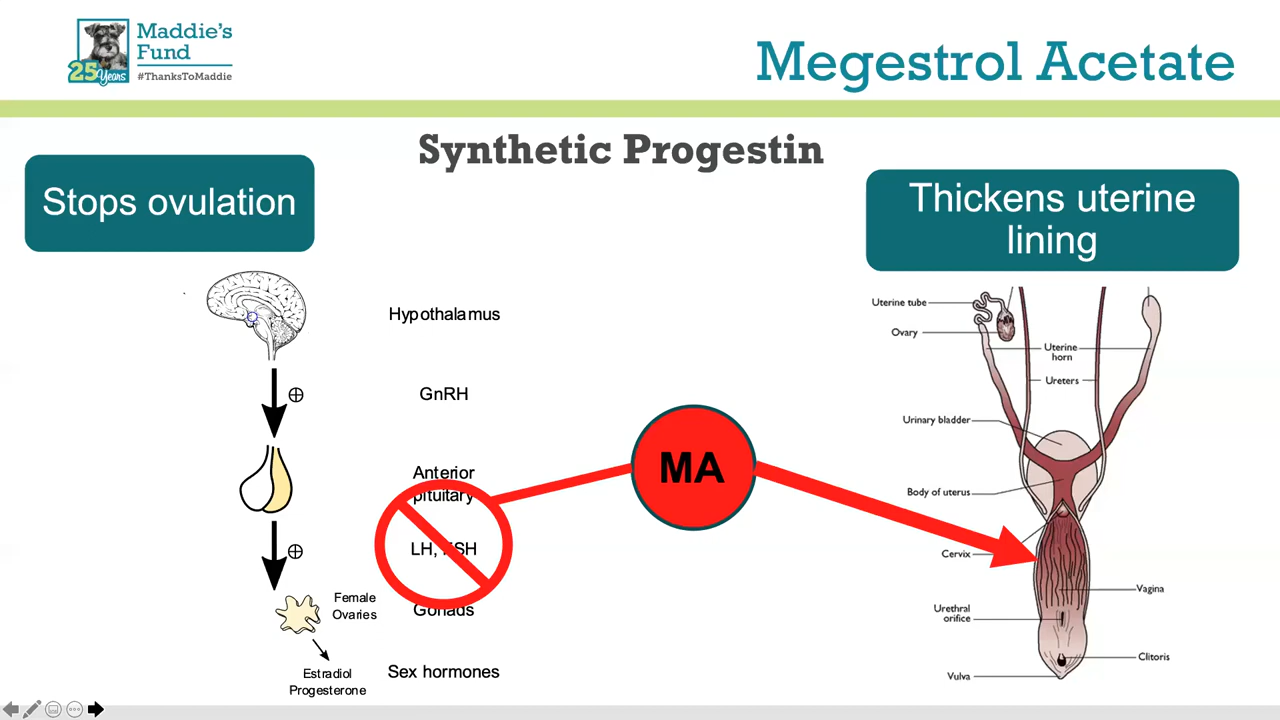 Maddie's
Fund
25 Years
#ThanksToMaddie
Megestrol Acetate
Synthetic Progestin
Stops ovulation
Thickens uterine
lining
Hypothalamus
GnRH
Anterior
pituitary
LH, FSH
Gonads
Female
Ovaries
Estradiol
Progesterone
Sex hormones
MA
Uterine tube
Ovary
Uterine
horn
Ureters
Urinary bladder
Body of uterus
Cervix
Vagina
Urethral
orifice
Clitoris
Vulva